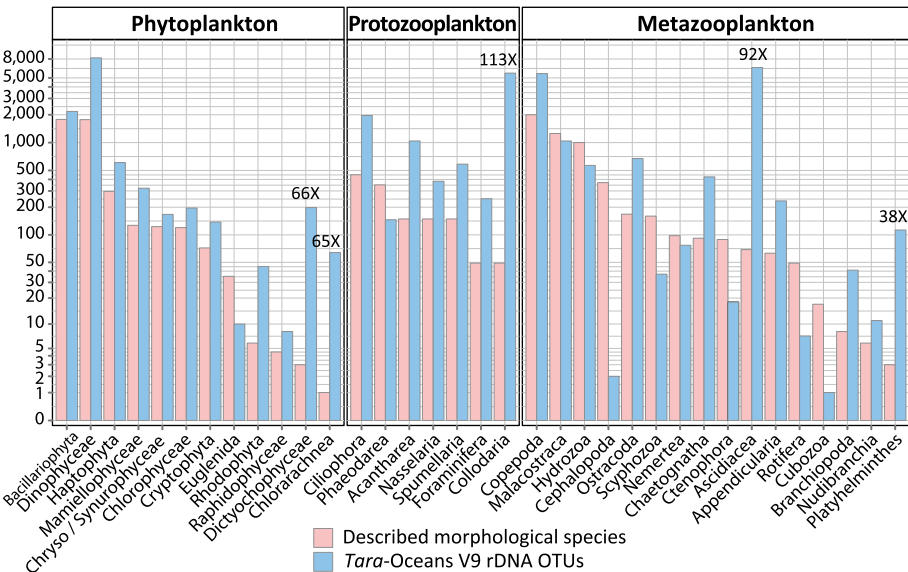 Phytoplankton
Protozooplankton
Metazooplankton
8,000
5,000
3,000
2,000
1,000
500
300
200
100
50
30
20
10
5
3
2
1
0
66X
65X
113X
92X
38X
Bacillariophyta
Dinophyceae
Haptophyta
Mamiellophyceae
Chryso / Synurophyceae
Chlorophyceae
Cryptophyta
Euglenida
Rhodophyta
Raphidophyceae
Dictyochophyceae
Chlorarachnea
Ciliophora
Phaeodarea
Acantharea
Nasselaria
Spumellaria
Foraminifera
Collodaria
Copepoda
Malacostraca
Hydrozoa
Cephalopoda
Ostracoda
Scyphozoa
Nemertea
Chaetognatha
Ctenophora
Ascidiacea
Appendicularia
Rotifera
Cubozoa
Branchiopoda
Nudibranchia
Platyhelminthes
Described morphological species
Tara-Oceans V9 rDNA OTUs